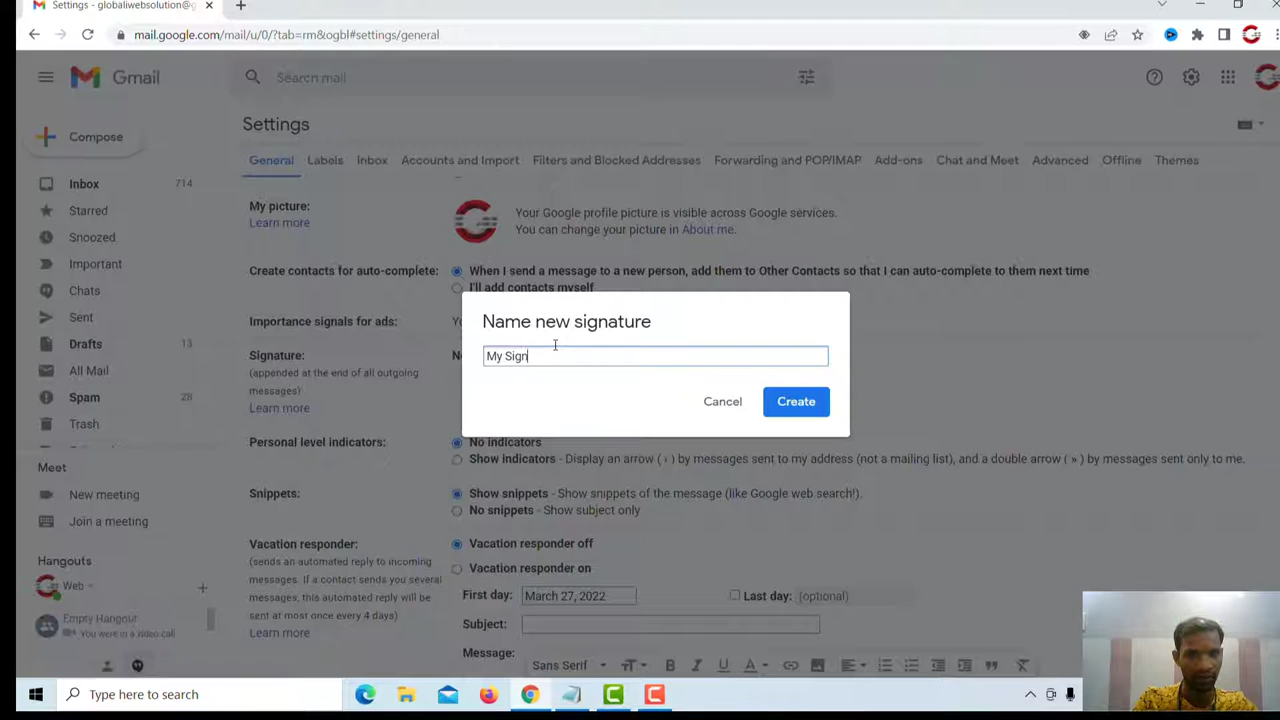 Settings - globaliwebsolution@g
mail.google.com/mail/u/0/?tab=rm&ogbl#settings/general
Gmail
Search mail
Compose
Inbox 714
Starred
Snoozed
Important
Chats
Sent
Drafts 13
All Mail
Spam 28
Trash
Meet
New meeting
Join a meeting
Hangouts
Web
Empty Hangout
You were in a video call
Settings
General Labels Inbox Accounts and Import Filters and Blocked Addresses Forwarding and POP/IMAP Add-ons Chat and Meet Advanced Offline Themes
My picture:
Learn more
Your Google profile picture is visible across Google services.
You can change your picture in About me.
Create contacts for auto-complete:
When I send a message to a new person, add them to Other Contacts so that I can auto-complete to them next time
I'll add contacts myself
Importance signals for ads:
Signature:
(appended at the end of all outgoing
messages)
Learn more
Name new signature
My Sign
Cancel Create
Personal level indicators:
No indicators
Show indicators - Display an arrow ( › ) by messages sent to my address (not a mailing list), and a double arrow ( » ) by messages sent only to me.
Snippets:
Show snippets - Show snippets of the message (like Google web search!).
No snippets - Show subject only
Vacation responder:
(sends an automated reply to incoming
messages. If a contact sends you several
messages, this automated reply will be
sent at most once every 4 days)
Learn more
Vacation responder off
Vacation responder on
First day: March 27, 2022 Last day: (optional)
Subject:
Message:
Sans Serif
Type here to search